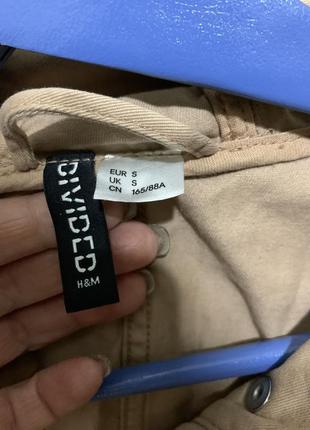 DIVIDED
H&M
EUR S
UK S
CN 165/88A